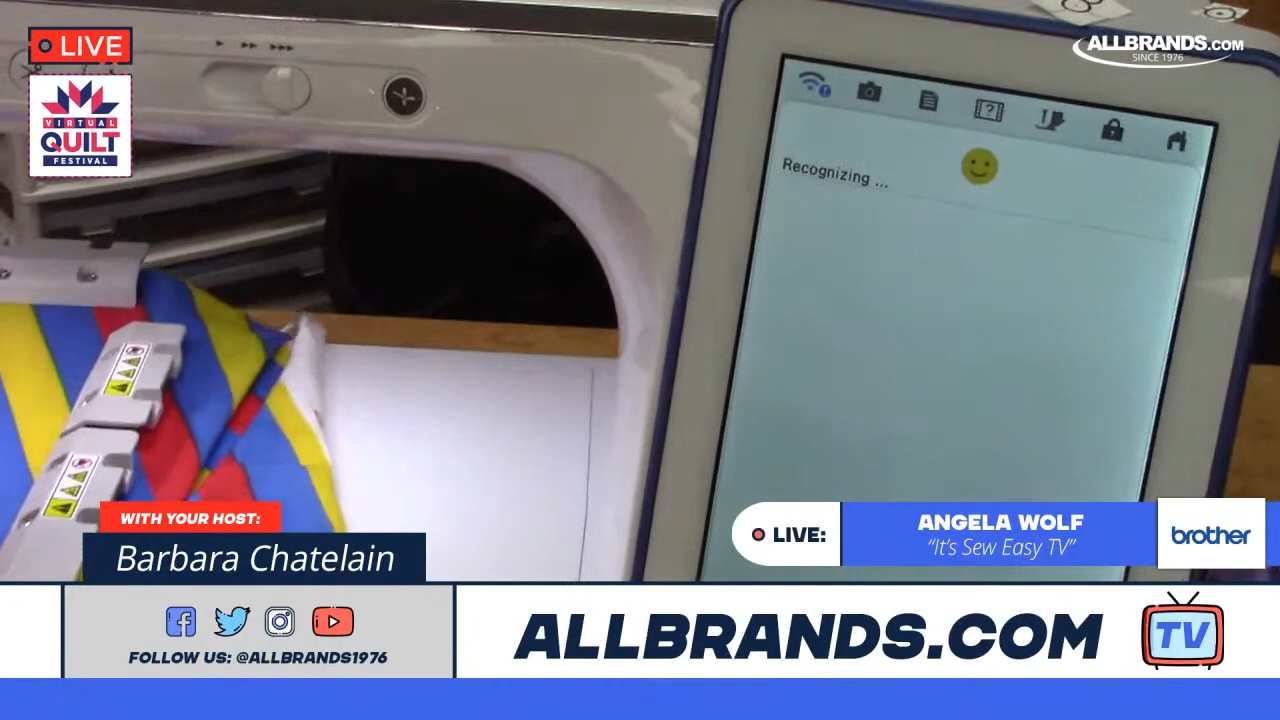 LIVE
VIRTUAL
QUILT
FESTIVAL
ALLBRANDS.COM
SINCE 1976
Recognizing ...
WITH YOUR HOST:
Barbara Chatelain
LIVE:
ANGELA WOLF
“It's Sew Easy TV”
brother
FOLLOW US: @ALLBRANDS1976
ALLBRANDS.COM
TV